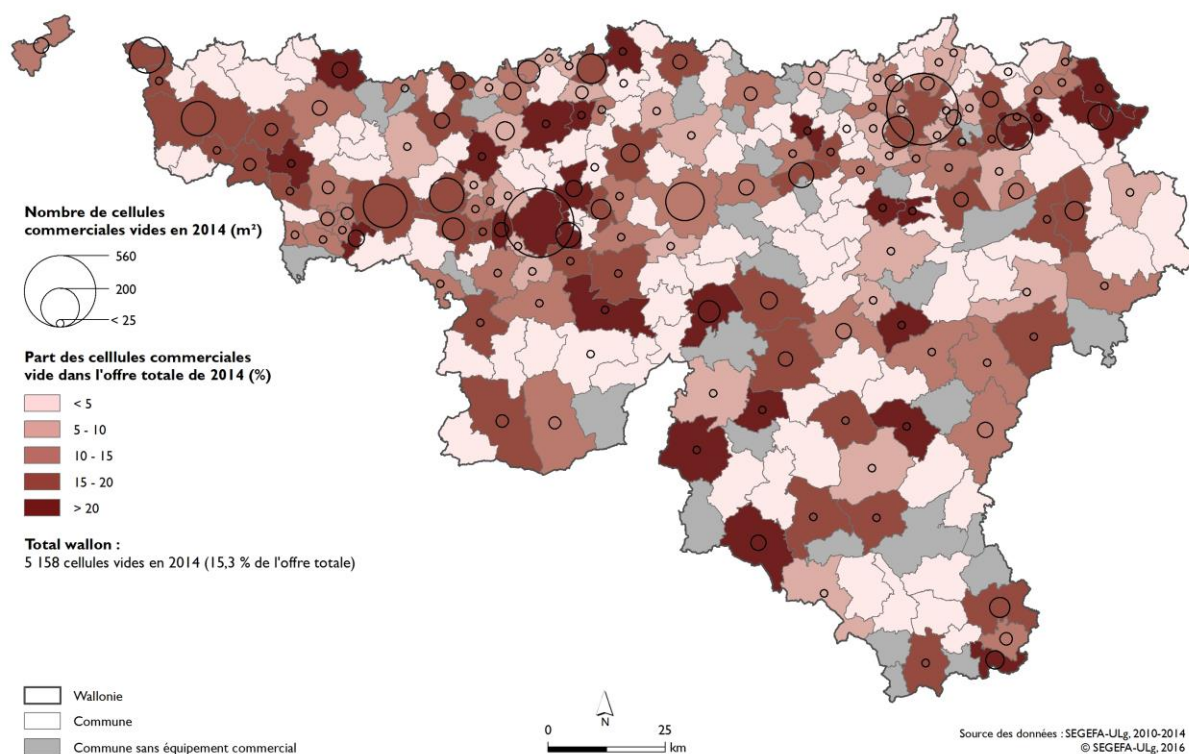 Nombre de cellules
commerciales vides en 2014 (m²)
560
200
< 25
Part des celllules commerciales
vide dans l'offre totale de 2014 (%)
< 5
5 - 10
10 - 15
15 - 20
> 20
Total wallon :
5 158 cellules vides en 2014 (15,3 % de l'offre totale)
Wallonie
Commune
Commune sans équipement commercial
N
0 25
km
Source des données : SEGEFA-ULg, 2010-2014
© SEGEFA-ULg, 2016